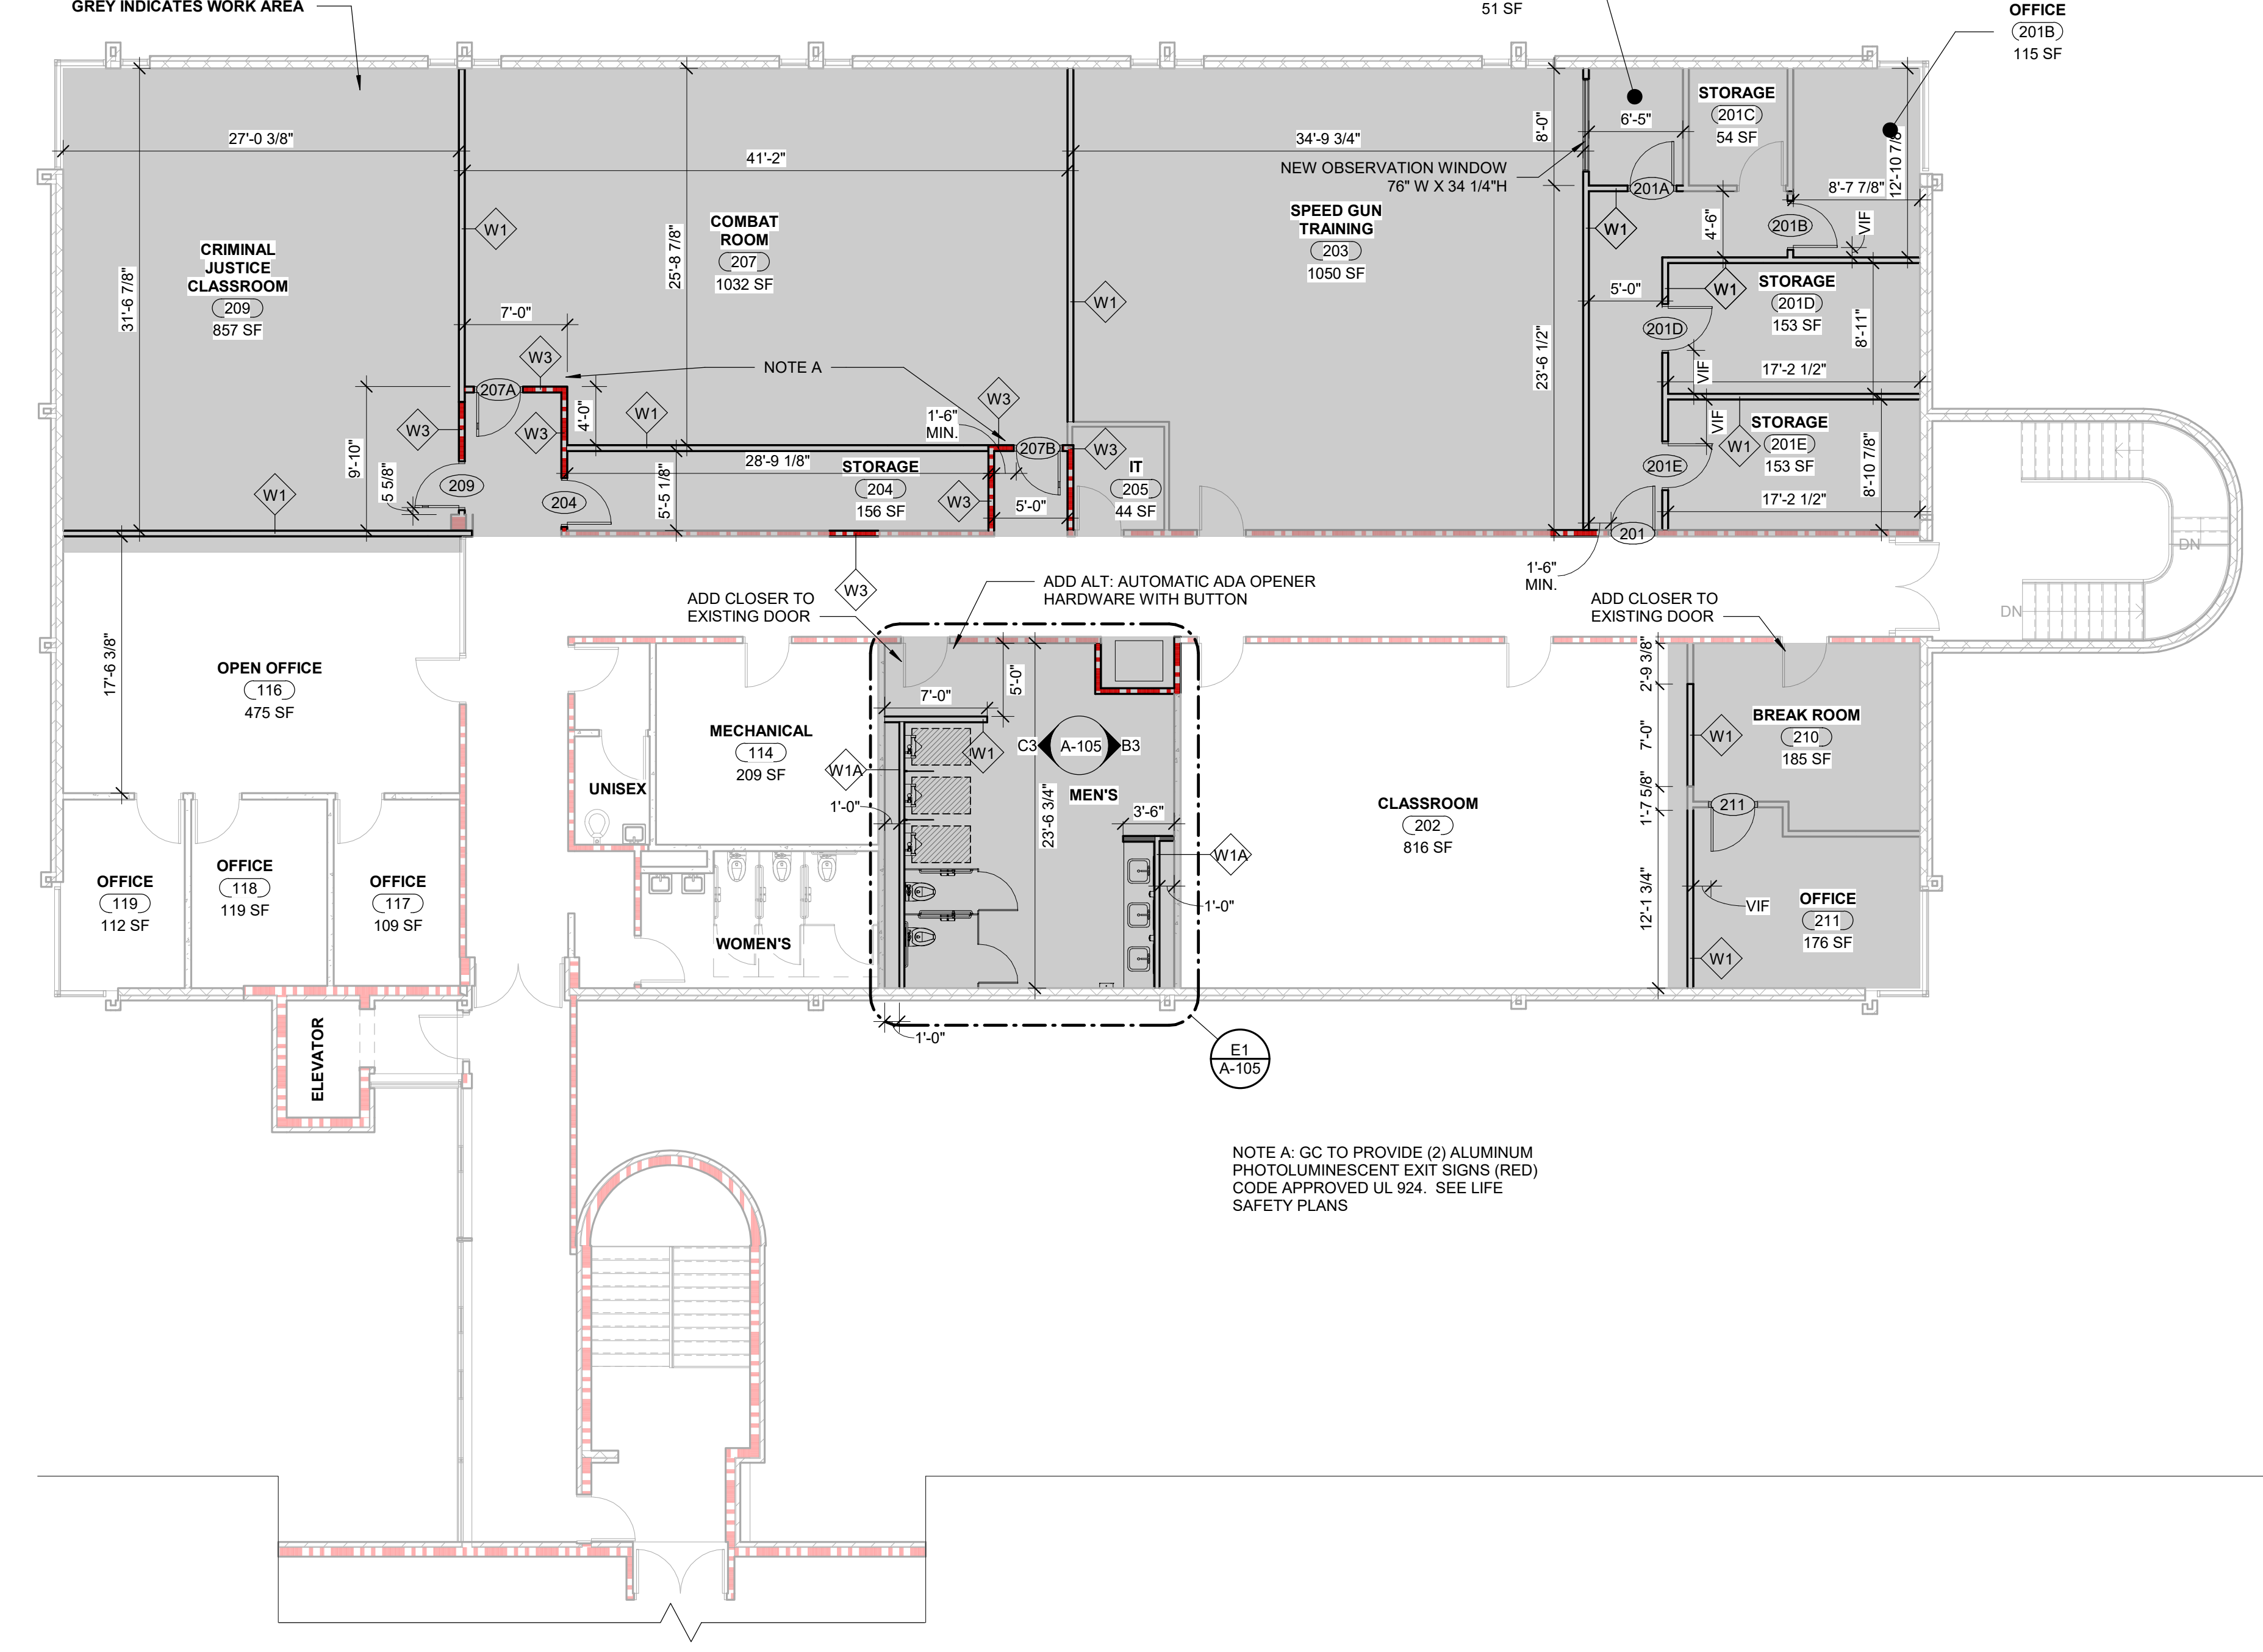 GREY INDICATES WORK AREA
51 SF
OFFICE
201B
115 SF
27'-0 3/8"
41'-2"
34'-9 3/4"
8'-0"
6'-5"
STORAGE
201C
54 SF
12'-10 7/8"
NEW OBSERVATION WINDOW
76" W X 34 1/4"H
201A
8'-7 7/8"
W1
W1
4'-6"
201B
VIF
CRIMINAL
JUSTICE
CLASSROOM
209
857 SF
31'-6 7/8"
COMBAT
ROOM
207
1032 SF
25'-8 7/8"
SPEED GUN
TRAINING
203
1050 SF
W1
5'-0"
W1
STORAGE
201D
153 SF
201D
8'-11"
23'-6 1/2"
VIF
17'-2 1/2"
7'-0"
W3
NOTE A
207A
W3
W3
4'-0"
W1
1'-6"
MIN.
W3
207B
W3
VIF
W1
STORAGE
201E
153 SF
201E
8'-10 7/8"
17'-2 1/2"
9'-10"
5 5/8"
W1
209
204
5'-5 1/8"
28'-9 1/8"
STORAGE
204
156 SF
W3
5'-0"
IT
205
44 SF
201
1'-6"
MIN.
DN
DN
W3
ADD CLOSER TO
EXISTING DOOR
ADD ALT: AUTOMATIC ADA OPENER
HARDWARE WITH BUTTON
ADD CLOSER TO
EXISTING DOOR
17'-6 3/8"
OPEN OFFICE
116
475 SF
7'-0"
5'-0"
2'-9 3/8"
MECHANICAL
114
209 SF
W1
C3
A-105
B3
W1A
7'-0"
W1
BREAK ROOM
210
185 SF
UNISEX
1'-0"
MEN'S
3'-6"
23'-6 3/4"
CLASSROOM
202
816 SF
1'-7 5/8"
211
W1A
OFFICE
119
112 SF
OFFICE
118
119 SF
OFFICE
117
109 SF
1'-0"
12'-1 3/4"
VIF
OFFICE
211
176 SF
W1
WOMEN'S
1'-0"
E1
A-105
ELEVATOR
NOTE A: GC TO PROVIDE (2) ALUMINUM
PHOTOLUMINESCENT EXIT SIGNS (RED)
CODE APPROVED UL 924. SEE LIFE
SAFETY PLANS